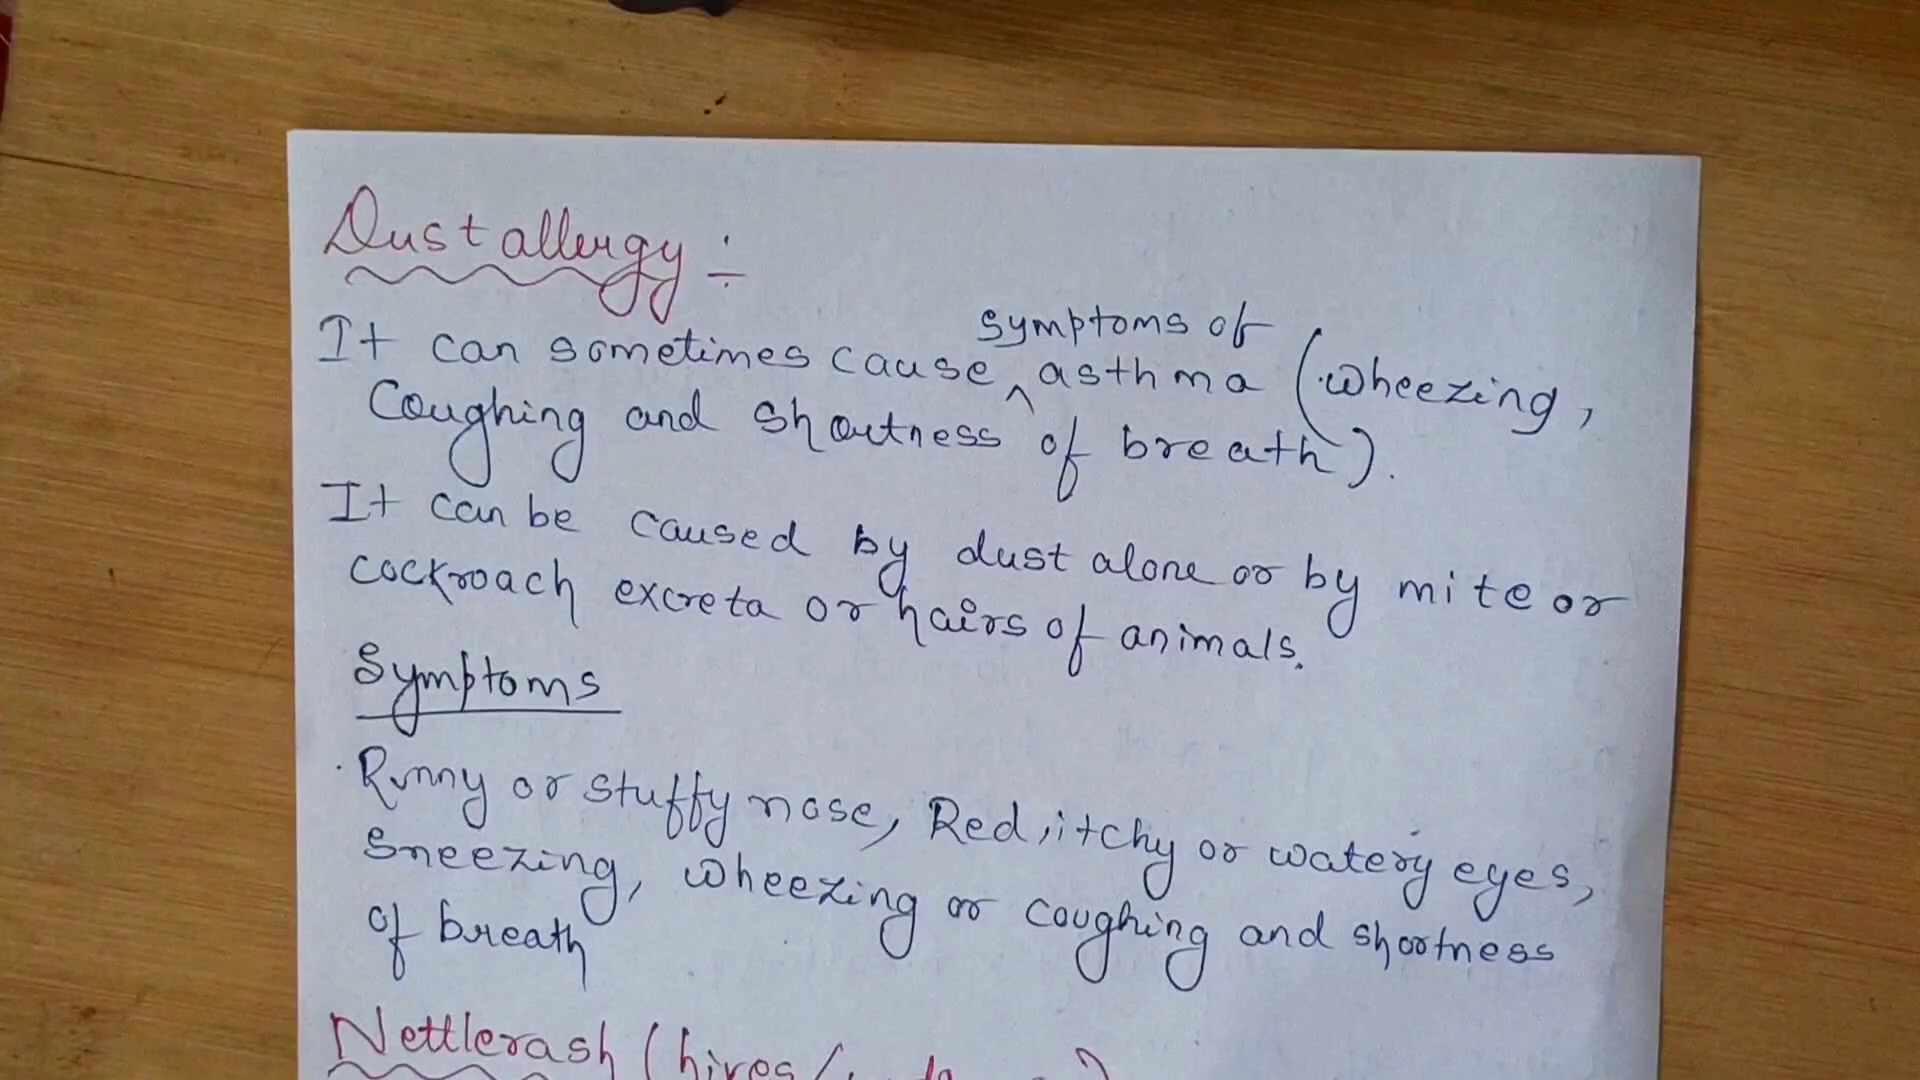 Dust allergy :-
It can sometimes cause symptoms of asthma (wheezing,
Coughing and shortness of breath).
It can be caused by dust alone or by mite or
cockroach excreta or hairs of animals.
Symptoms
. Runny or stuffy nose, Red, itchy or watery eyes,
Sneezing, wheezing or coughing and shortness
of breath
Nettlerash (hives/